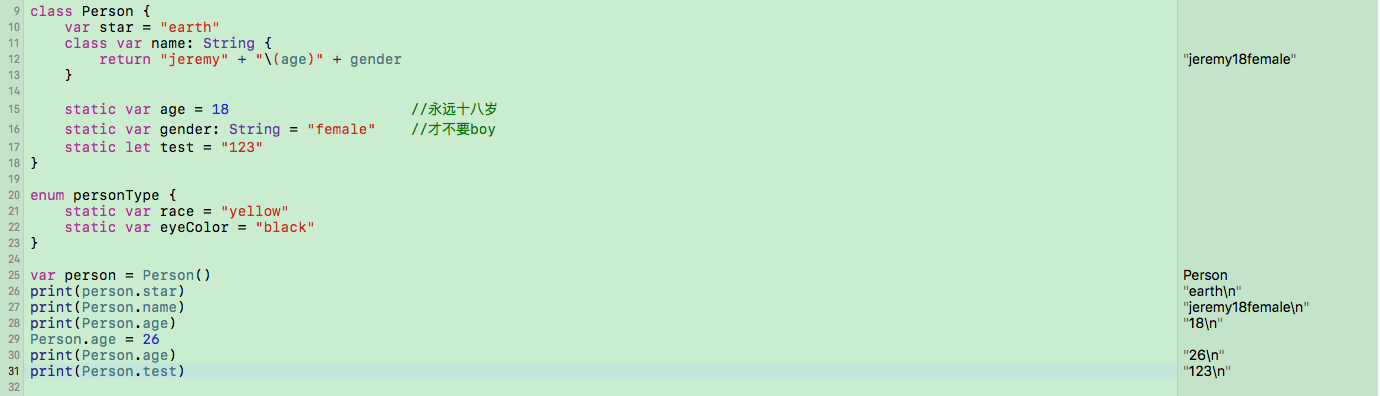 9 class Person {
10     var star = "earth"
11     class var name: String {
12         return "jeremy" + "\(age)" + gender "jeremy18female"
13     }
14
15     static var age = 18 //永远十八岁
16     static var gender: String = "female" //才不要boy
17     static let test = "123"
18 }
19
20 enum personType {
21     static var race = "yellow"
22     static var eyeColor = "black"
23 }
24
25 var person = Person() Person
26 print(person.star) "earth\n"
27 print(Person.name) "jeremy18female\n"
28 print(Person.age) "18\n"
29 Person.age = 26
30 print(Person.age) "26\n"
31 print(Person.test) "123\n"
32